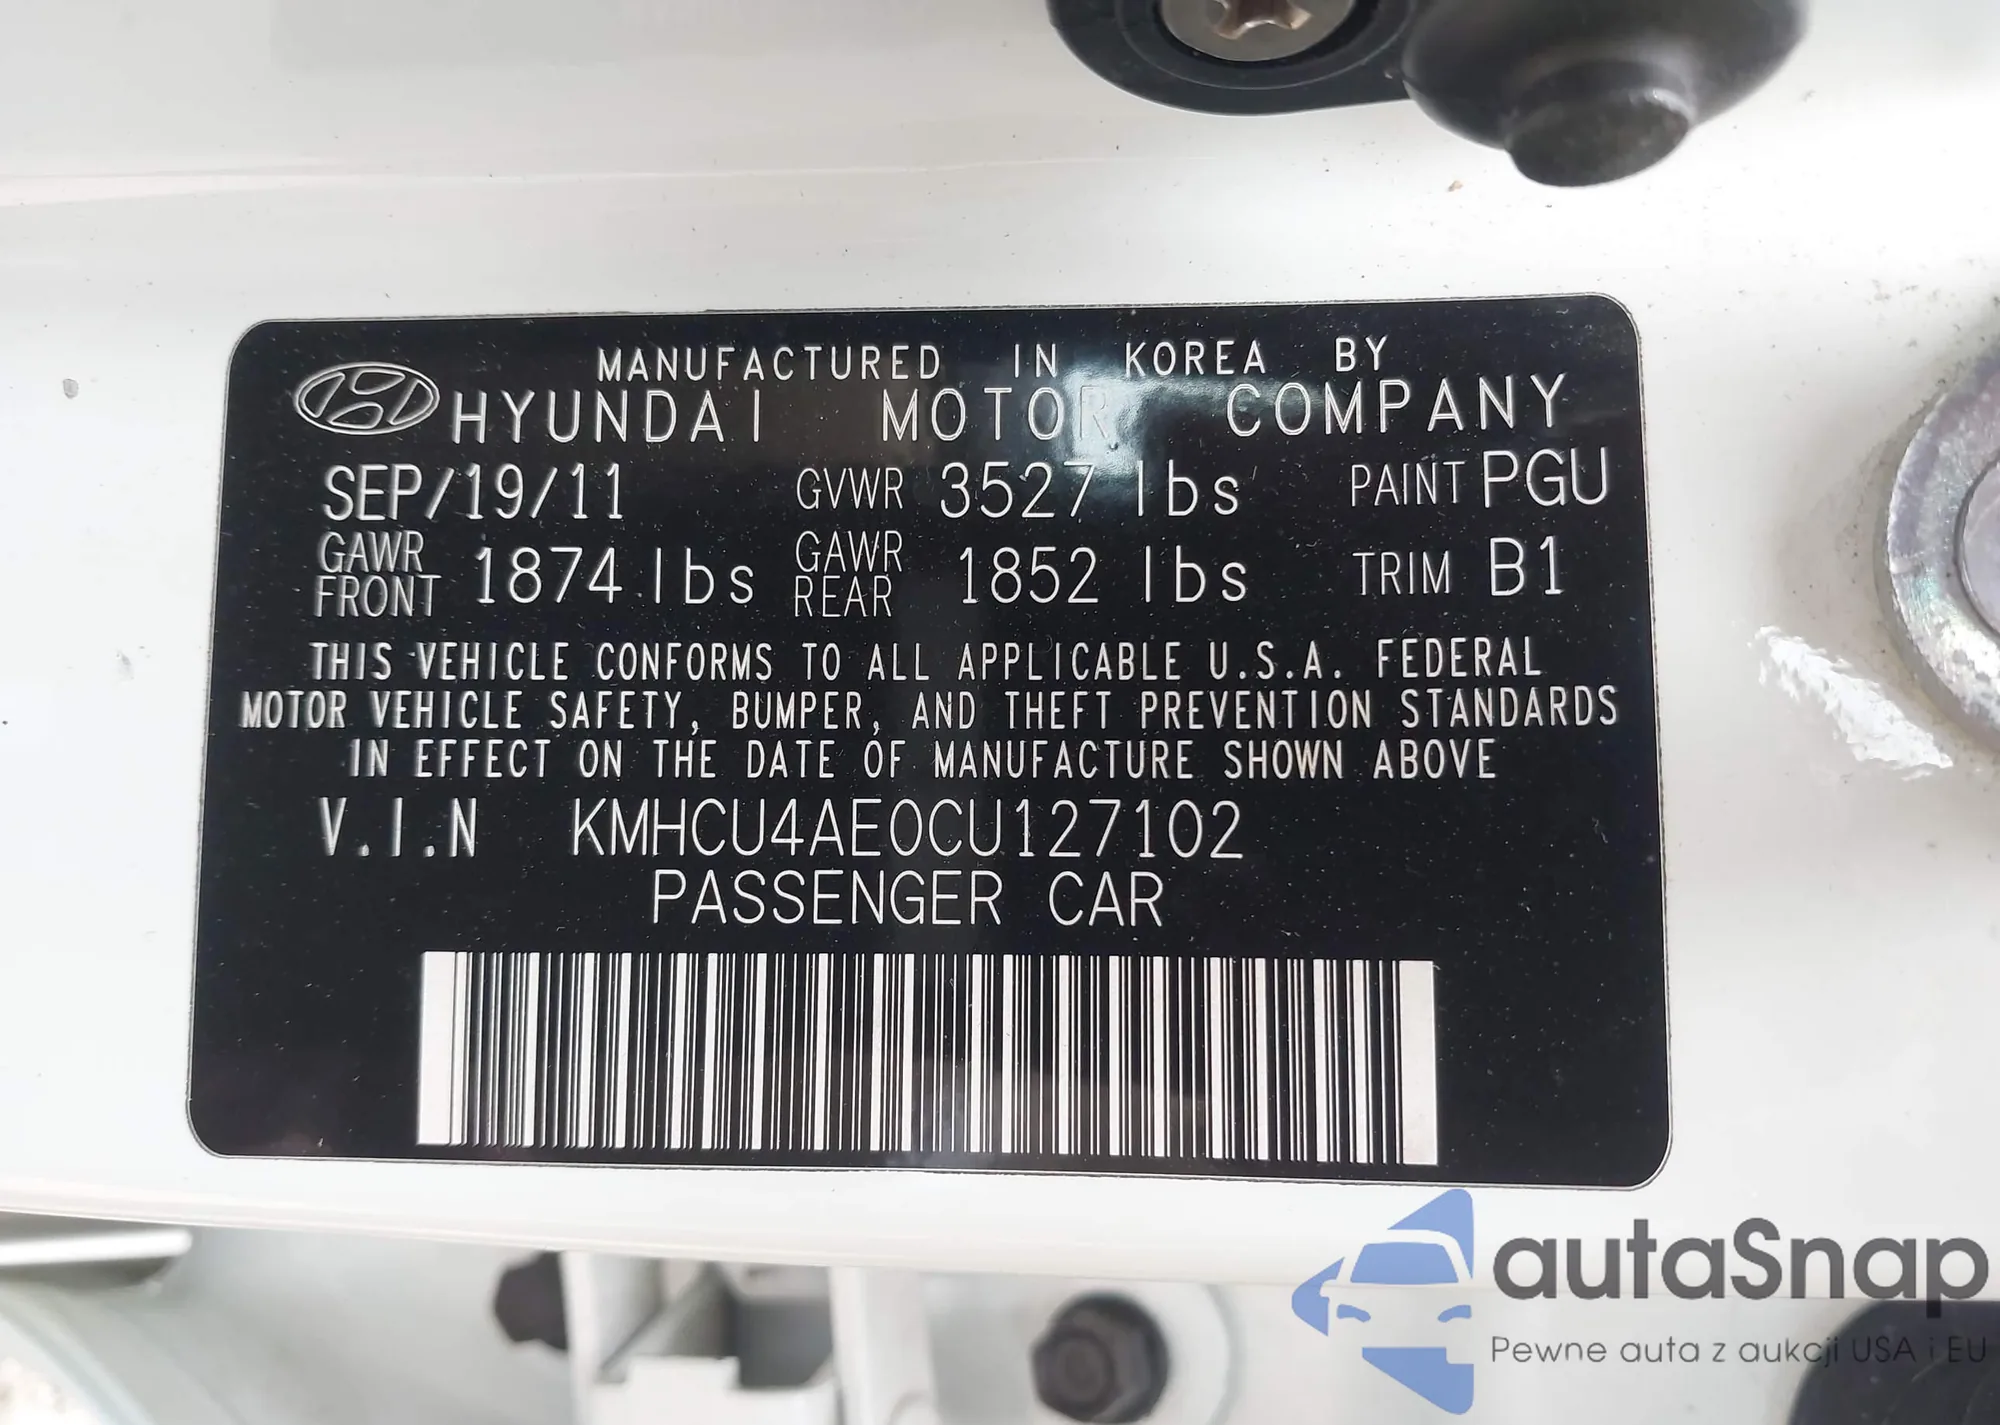 MANUFACTURED IN KOREA BY
HYUNDAI MOTOR COMPANY
SEP/19/11 GVWR 3527 lbs PAINT PGU
GAWR FRONT 1874 lbs GAWR REAR 1852 lbs TRIM B1
THIS VEHICLE CONFORMS TO ALL APPLICABLE U.S.A. FEDERAL
MOTOR VEHICLE SAFETY, BUMPER, AND THEFT PREVENTION STANDARDS
IN EFFECT ON THE DATE OF MANUFACTURE SHOWN ABOVE
V.I.N KMHCU4AE0CU127102
PASSENGER CAR
autaSnap
Pewne auta z aukcji USA i EU